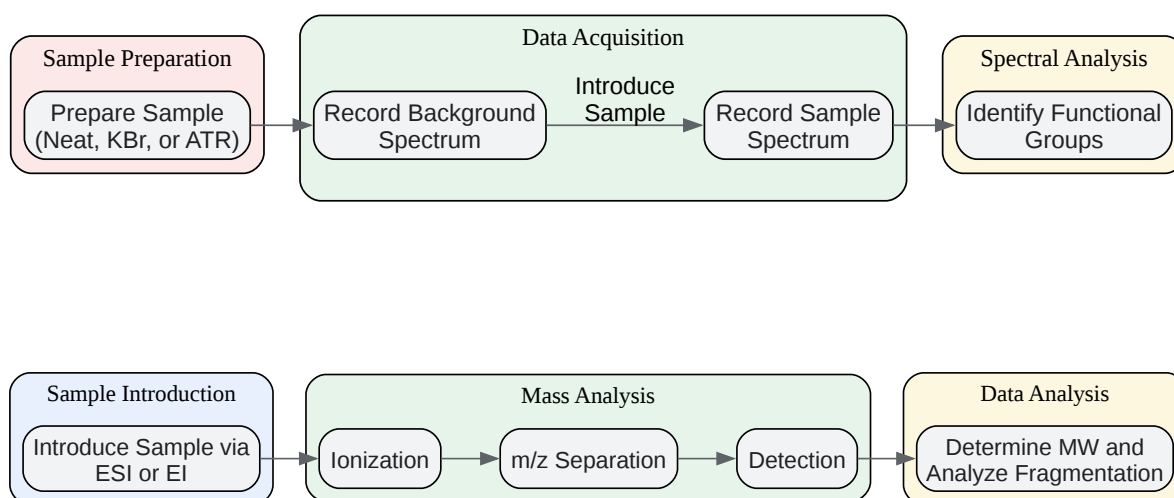 Data Acquisition
Sample Preparation
Spectral Analysis
Prepare Sample
(Neat, KBr, or ATR)
Record Background
Spectrum
Introduce
Sample
Record Sample
Spectrum
Identify Functional
Groups
Sample Introduction
Mass Analysis
Data Analysis
Introduce Sample via
ESI or EI
Ionization
m/z Separation
Detection
Determine MW and
Analyze Fragmentation